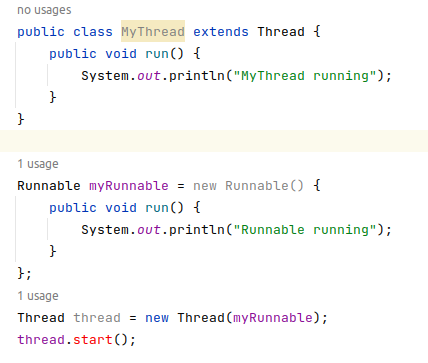 no usages
public class MyThread extends Thread {
    public void run() {
        System.out.println("MyThread running");
    }
}
1 usage
Runnable myRunnable = new Runnable() {
    public void run() {
        System.out.println("Runnable running");
    }
};
1 usage
Thread thread = new Thread(myRunnable);
thread.start();